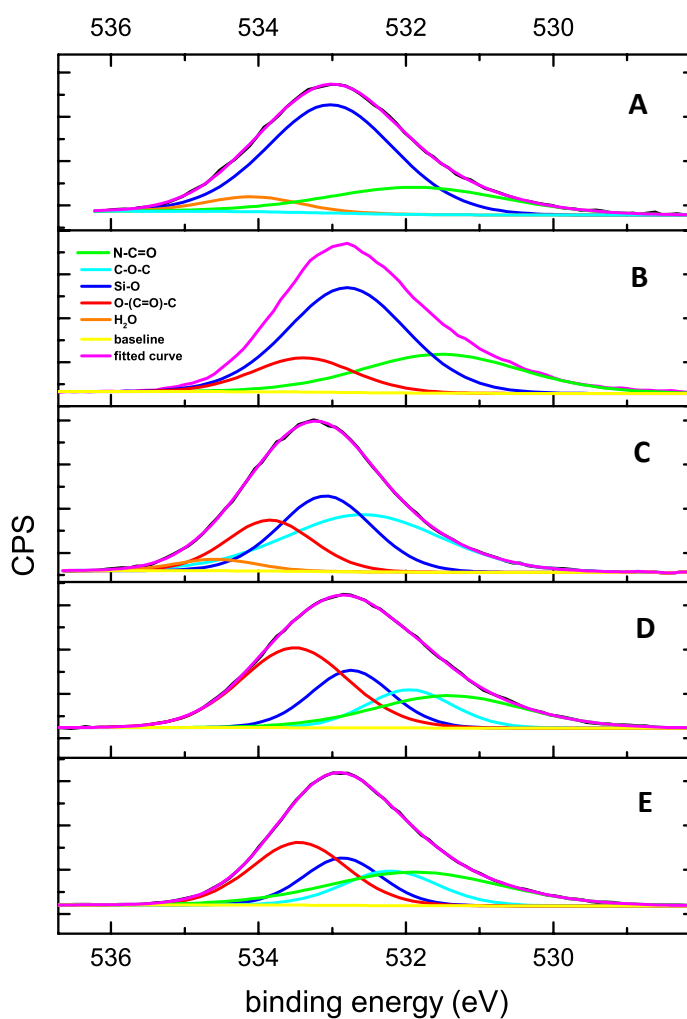 536 534 532 530
A
B
N-C=O
C-O-C
Si-O
O-(C=O)-C
H₂O
baseline
fitted curve
C
CPS
D
E
536 534 532 530
binding energy (eV)